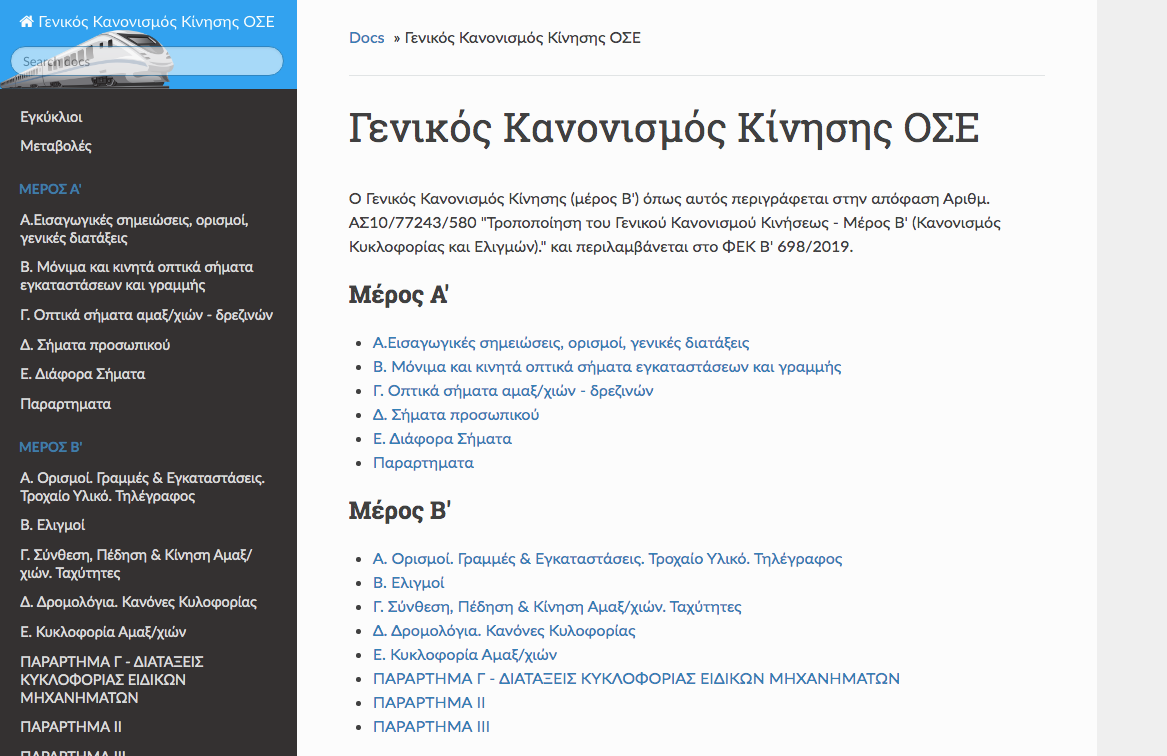 Γενικός Κανονισμός Κίνησης ΟΣΕ
Search docs
Εγκύκλιοι
Μεταβολές
ΜΕΡΟΣ Α'
Α.Εισαγωγικές σημειώσεις, ορισμοί,
γενικές διατάξεις
Β. Μόνιμα και κινητά οπτικά σήματα
εγκαταστάσεων και γραμμής
Γ. Οπτικά σήματα αμαξ/χιών - δρεζινών
Δ. Σήματα προσωπικού
Ε. Διάφορα Σήματα
Παραρτηματα
ΜΕΡΟΣ Β'
Α. Ορισμοί. Γραμμές & Εγκαταστάσεις.
Τροχαίο Υλικό. Τηλέγραφος
Β. Ελιγμοί
Γ. Σύνθεση, Πέδηση & Κίνηση Αμαξ/
χιών. Ταχύτητες
Δ. Δρομολόγια. Κανόνες Κυλοφορίας
Ε. Κυκλοφορία Αμαξ/χιών
ΠΑΡΑΡΤΗΜΑ Γ - ΔΙΑΤΑΞΕΙΣ
ΚΥΚΛΟΦΟΡΙΑΣ ΕΙΔΙΚΩΝ
ΜΗΧΑΝΗΜΑΤΩΝ
ΠΑΡΑΡΤΗΜΑ ΙΙ
ΠΑΡΑΡΤΗΜΑ ΙΙΙ
Docs » Γενικός Κανονισμός Κίνησης ΟΣΕ
Γενικός Κανονισμός Κίνησης ΟΣΕ
Ο Γενικός Κανονισμός Κίνησης (μέρος Β') όπως αυτός περιγράφεται στην απόφαση Αριθμ.
ΑΣ10/77243/580 "Τροποποίηση του Γενικού Κανονισμού Κινήσεως - Μέρος Β' (Κανονισμός
Κυκλοφορίας και Ελιγμών)." και περιλαμβάνεται στο ΦΕΚ Β' 698/2019.
Μέρος Α'
• Α.Εισαγωγικές σημειώσεις, ορισμοί, γενικές διατάξεις
• Β. Μόνιμα και κινητά οπτικά σήματα εγκαταστάσεων και γραμμής
• Γ. Οπτικά σήματα αμαξ/χιών - δρεζινών
• Δ. Σήματα προσωπικού
• Ε. Διάφορα Σήματα
• Παραρτηματα
Μέρος Β'
• Α. Ορισμοί. Γραμμές & Εγκαταστάσεις. Τροχαίο Υλικό. Τηλέγραφος
• Β. Ελιγμοί
• Γ. Σύνθεση, Πέδηση & Κίνηση Αμαξ/χιών. Ταχύτητες
• Δ. Δρομολόγια. Κανόνες Κυλοφορίας
• Ε. Κυκλοφορία Αμαξ/χιών
• ΠΑΡΑΡΤΗΜΑ Γ - ΔΙΑΤΑΞΕΙΣ ΚΥΚΛΟΦΟΡΙΑΣ ΕΙΔΙΚΩΝ ΜΗΧΑΝΗΜΑΤΩΝ
• ΠΑΡΑΡΤΗΜΑ ΙΙ
• ΠΑΡΑΡΤΗΜΑ ΙΙΙ